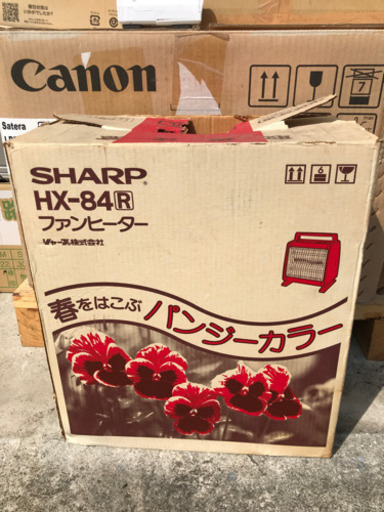 Canon
Satera
7
SHARP
HX-84R
ファンヒーター
シャープ株式会社
春をはこぶ
パンジーカラー